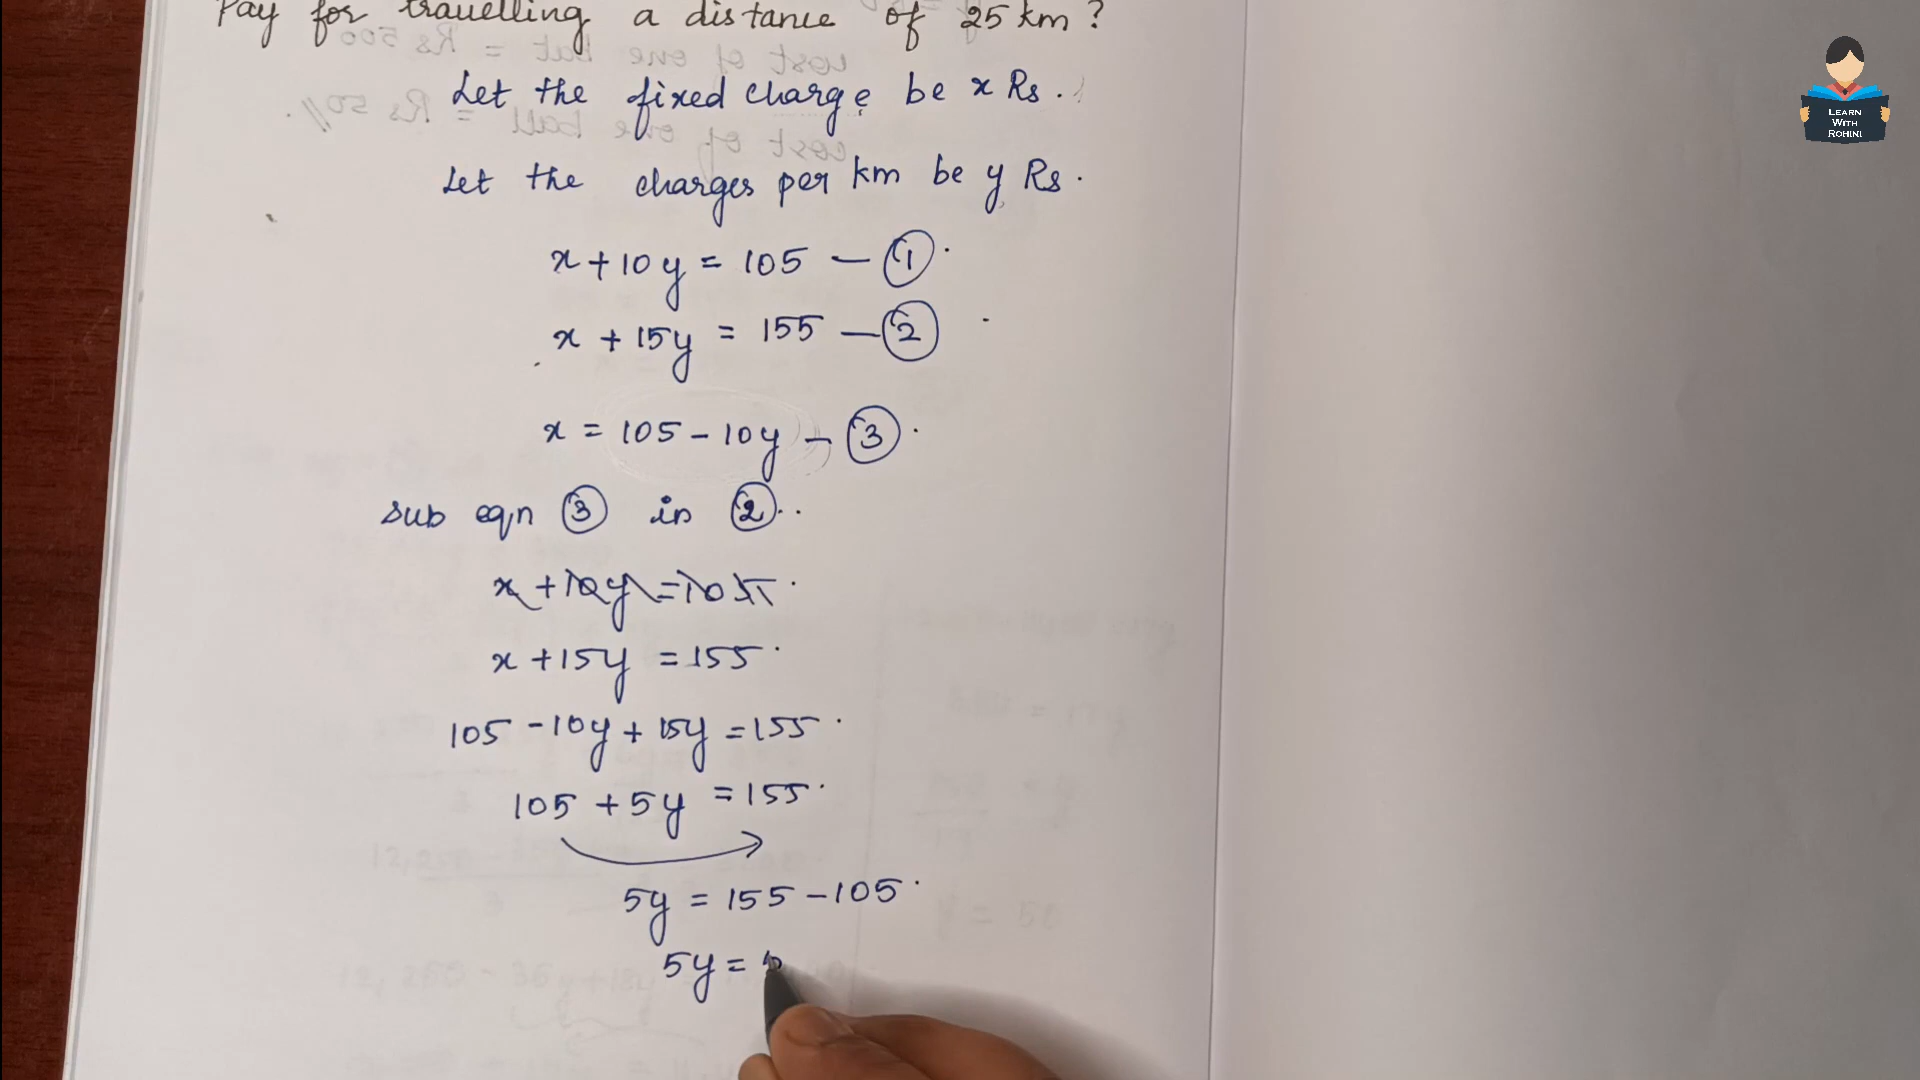 Pay for travelling a distance of 25 km ?
Let the fixed charge be x Rs.
Let the charges per km be y Rs.
x + 10y = 105 — ①
x + 15y = 155 — ②
x = 105 - 10y - ③
sub eqn ③ in ②.
x + 10y = 105
x + 15y = 155
105 - 10y + 15y = 155
105 + 5y = 155
5y = 155 - 105
5y =
LEARN
WITH
ROHINI